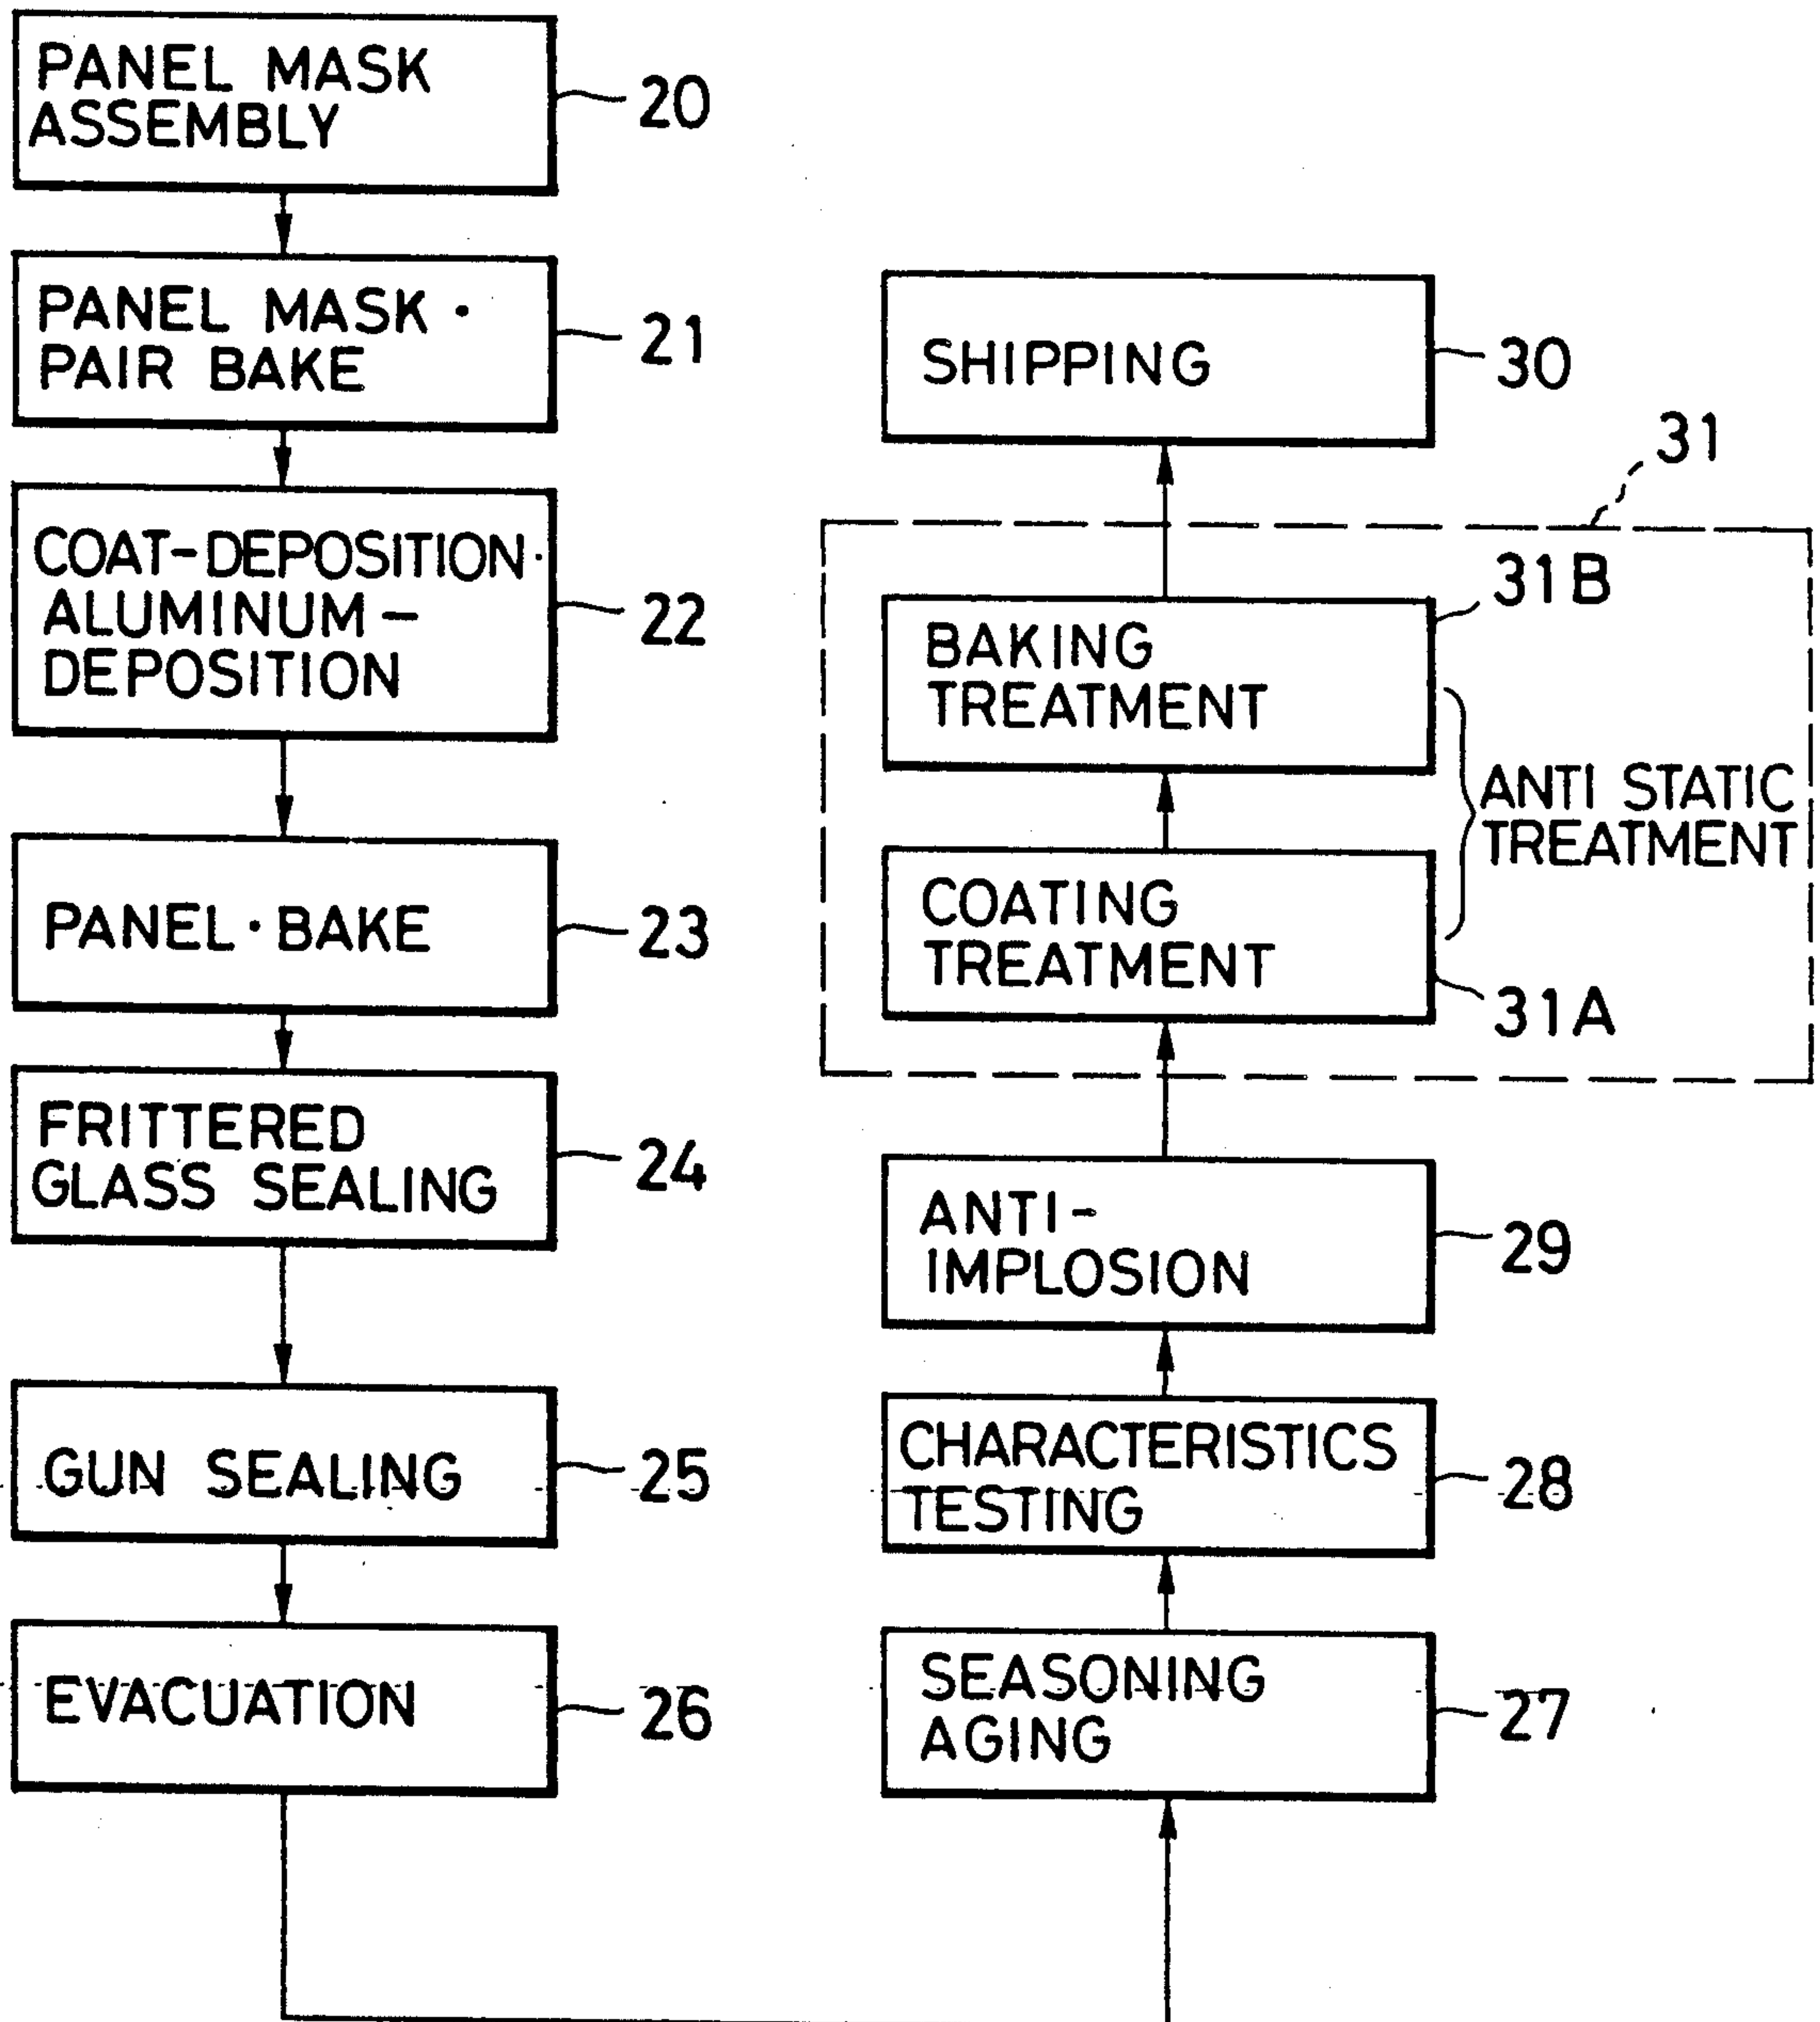 PANEL MASK
ASSEMBLY
20
PANEL MASK·
PAIR BAKE
21
COAT-DEPOSITION·
ALUMINUM-
DEPOSITION
22
PANEL·BAKE
23
FRITTERED
GLASS SEALING
24
GUN SEALING
25
EVACUATION
26
SHIPPING
30
31
31B
BAKING
TREATMENT
ANTI STATIC
TREATMENT
COATING
TREATMENT
31A
ANTI-
IMPLOSION
29
CHARACTERISTICS
TESTING
28
SEASONING
AGING
27